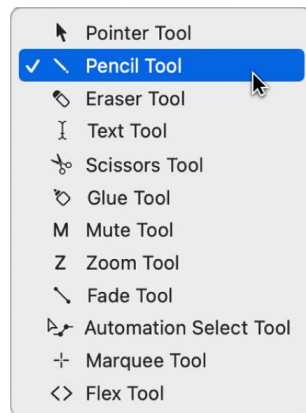 Pointer Tool
Pencil Tool
Eraser Tool
Text Tool
Scissors Tool
Glue Tool
M Mute Tool
Z Zoom Tool
Fade Tool
Automation Select Tool
Marquee Tool
Flex Tool